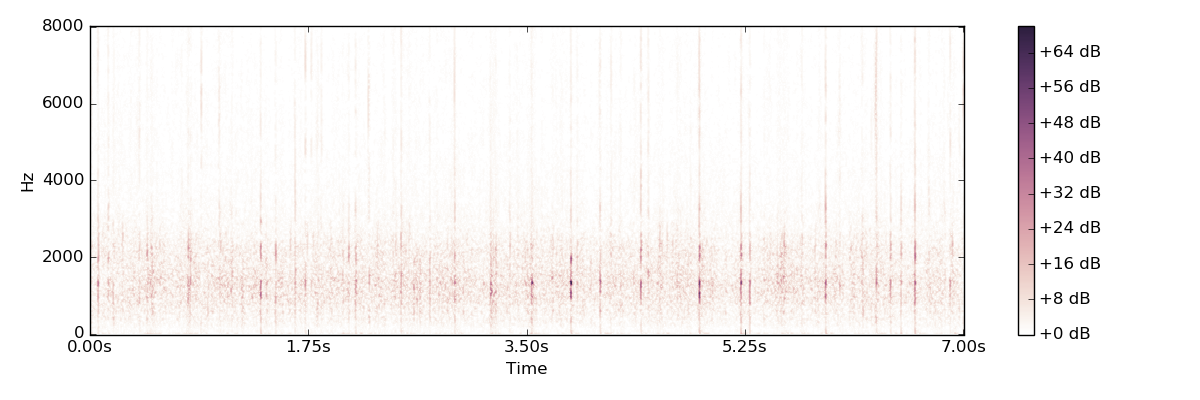 8000
6000
4000
2000
0
Hz
0.00s
1.75s
3.50s
5.25s
7.00s
Time
+64 dB
+56 dB
+48 dB
+40 dB
+32 dB
+24 dB
+16 dB
+8 dB
+0 dB